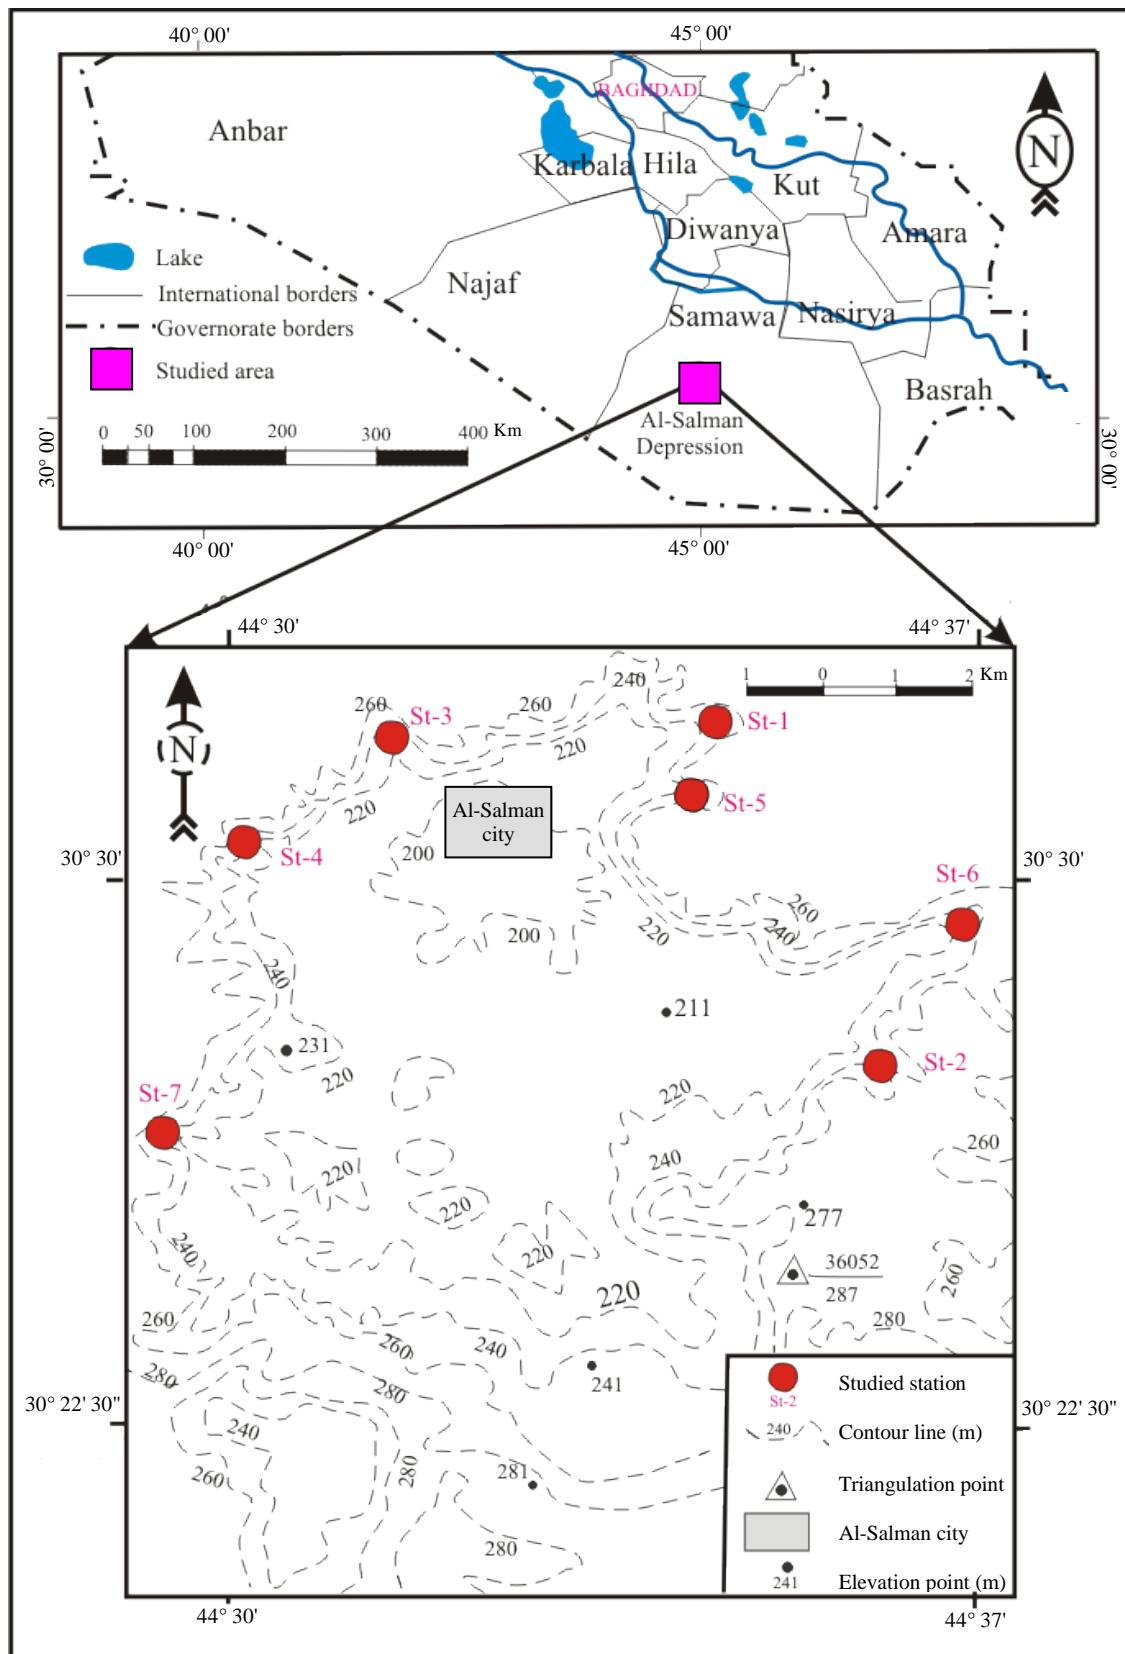 40° 00'
45° 00'
BAGHDAD
Anbar
N
Karbala
Hila
Kut
Diwanya
Amara
Lake
Najaf
International borders
Samawa
Nasirya
Governorate borders
Studied area
Basrah
Al-Salman
Depression
0 50 100 200 300 400 Km
30° 00'
30° 00'
40° 00'
45° 00'
44° 30'
44° 37'
1 0 1 2 Km
240
260
260
St-3
St-1
N
220
St-5
220
Al-Salman
city
St-4
200
30° 30'
30° 30'
St-6
260
240
220
200
240
211
231
220
St-2
St-7
220
260
240
220
220
277
240
220
36052
287
260
220
260
280
240
260
241
280
280
St-2
Studied station
30° 22' 30"
30° 22' 30"
240
240
Contour line (m)
260
280
281
Triangulation point
Al-Salman city
280
241
Elevation point (m)
44° 30'
44° 37'